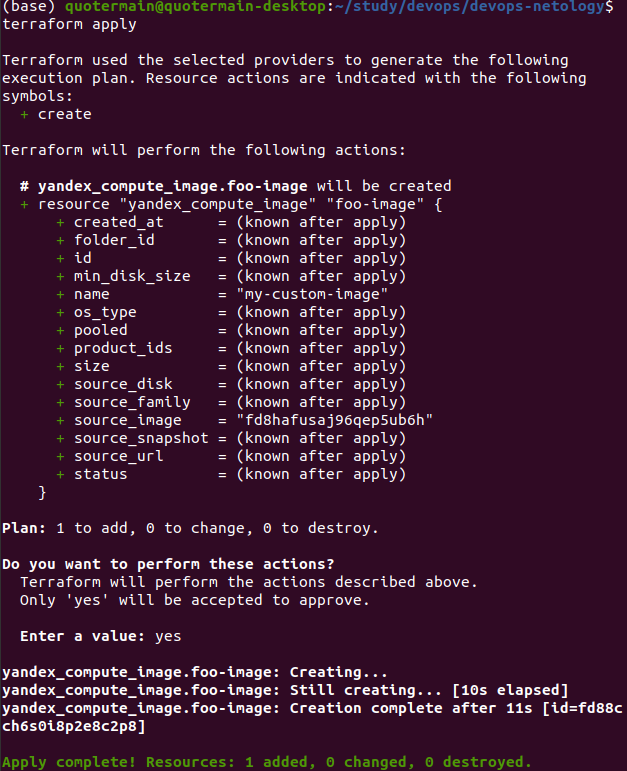 (base) quotermain@quotermain-desktop:~/study/devops/devops-netology$
terraform apply
Terraform used the selected providers to generate the following
execution plan. Resource actions are indicated with the following
symbols:
  + create
Terraform will perform the following actions:
  # yandex_compute_image.foo-image will be created
  + resource "yandex_compute_image" "foo-image" {
      + created_at      = (known after apply)
      + folder_id       = (known after apply)
      + id              = (known after apply)
      + min_disk_size   = (known after apply)
      + name            = "my-custom-image"
      + os_type         = (known after apply)
      + pooled          = (known after apply)
      + product_ids     = (known after apply)
      + size            = (known after apply)
      + source_disk     = (known after apply)
      + source_family   = (known after apply)
      + source_image    = "fd8hafusaj96qep5ub6h"
      + source_snapshot = (known after apply)
      + source_url      = (known after apply)
      + status          = (known after apply)
    }
Plan: 1 to add, 0 to change, 0 to destroy.
Do you want to perform these actions?
  Terraform will perform the actions described above.
  Only 'yes' will be accepted to approve.
  Enter a value: yes
yandex_compute_image.foo-image: Creating...
yandex_compute_image.foo-image: Still creating... [10s elapsed]
yandex_compute_image.foo-image: Creation complete after 11s [id=fd88c
ch6s0i8p2e8c2p8]
Apply complete! Resources: 1 added, 0 changed, 0 destroyed.